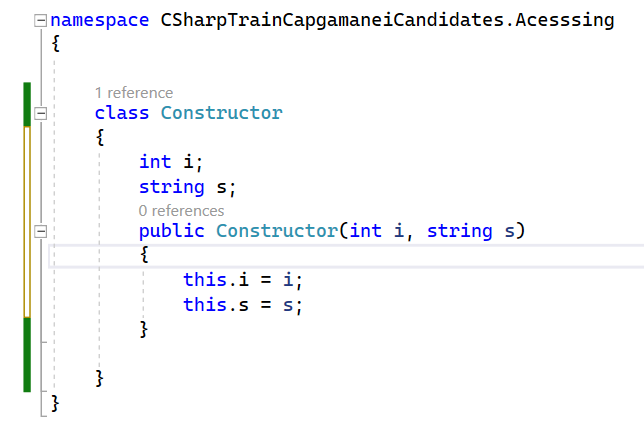 namespace CSharpTrainCapgamaneiCandidates.Acesssing
{
1 reference
class Constructor
{
int i;
string s;
0 references
public Constructor(int i, string s)
{
this.i = i;
this.s = s;
}
}
}